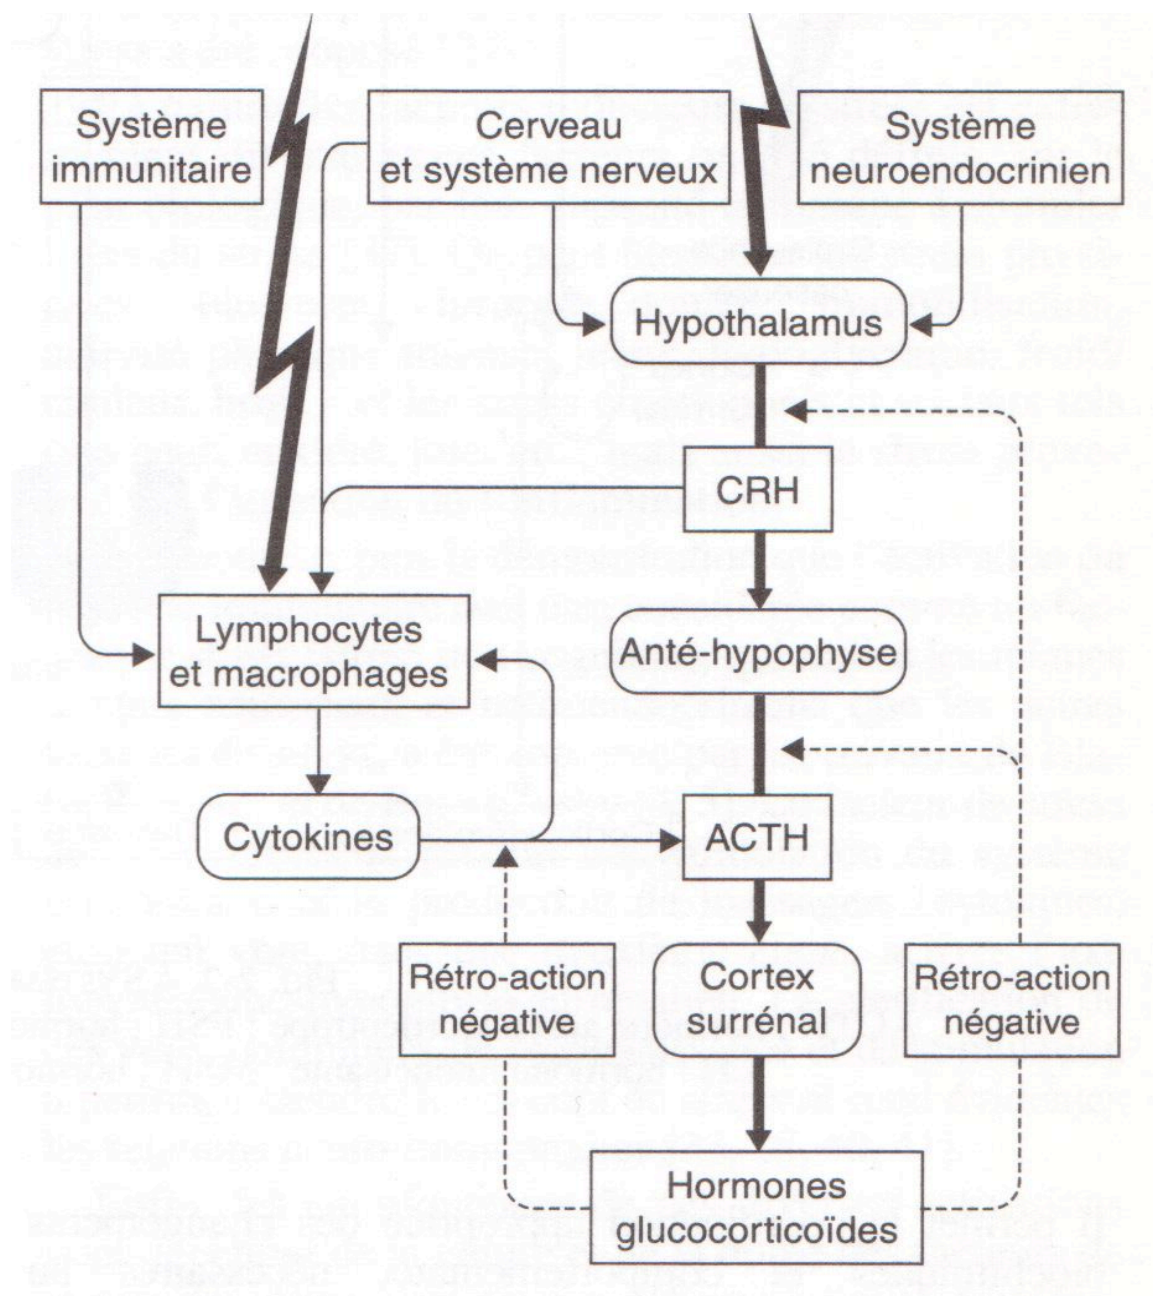 Système
immunitaire
Cerveau
et système nerveux
Système
neuroendocrinien
Hypothalamus
CRH
Lymphocytes
et macrophages
Anté-hypophyse
Cytokines
ACTH
Rétro-action
négative
Cortex
surrénal
Rétro-action
négative
Hormones
glucocorticoïdes